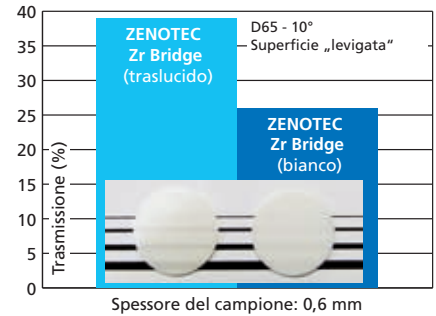 40
35
30
25
20
15
10
5
0
Trasmissione (%)
ZENOTEC
Zr Bridge
(traslucido)
D65 - 10°
Superficie „levigata“
ZENOTEC
Zr Bridge
(bianco)
Spessore del campione: 0,6 mm